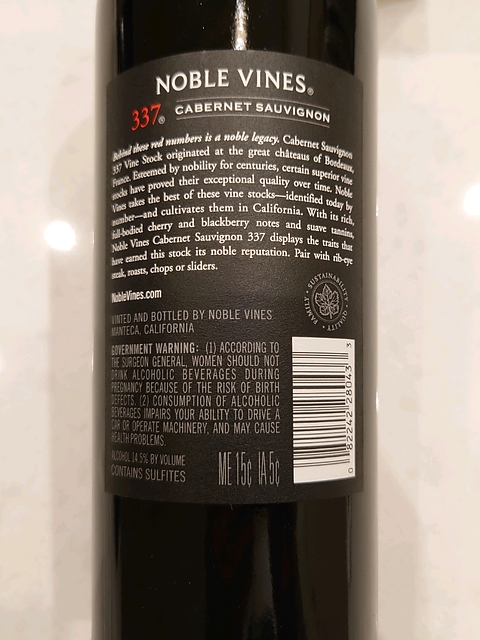 NOBLE VINES®
337® CABERNET SAUVIGNON
Behind these red numbers is a noble legacy. Cabernet Sauvignon
337 Vine Stock originated at the great châteaus of Bordeaux,
France. Esteemed by nobility for centuries, certain superior vine
stocks have proved their exceptional quality over time. Noble
Vines takes the best of these vine stocks—identified today by
number—and cultivates them in California. With its rich,
full-bodied cherry and blackberry notes and suave tannins,
Noble Vines Cabernet Sauvignon 337 displays the traits that
have earned this stock its noble reputation. Pair with rib-eye
steak, roasts, chops or sliders.
NobleVines.com
VINTED AND BOTTLED BY NOBLE VINES
MANTECA, CALIFORNIA
FAMILY • SUSTAINABILITY • QUALITY •
GOVERNMENT WARNING: (1) ACCORDING TO
THE SURGEON GENERAL, WOMEN SHOULD NOT
DRINK ALCOHOLIC BEVERAGES DURING
PREGNANCY BECAUSE OF THE RISK OF BIRTH
DEFECTS. (2) CONSUMPTION OF ALCOHOLIC
BEVERAGES IMPAIRS YOUR ABILITY TO DRIVE A
CAR OR OPERATE MACHINERY, AND MAY CAUSE
HEALTH PROBLEMS.
ALCOHOL 14.5% BY VOLUME
CONTAINS SULFITES
ME 15¢ IA 5¢
0 82242 28043 3